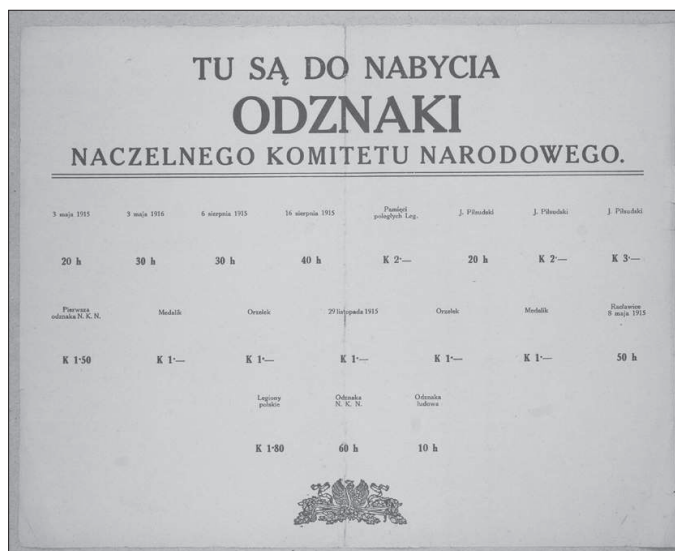 TU SĄ DO NABYCIA
ODZNAKI
NACZELNEGO KOMITETU NARODOWEGO.
3 maja 1915 3 maja 1916 6 sierpnia 1915 16 sierpnia 1915 Pamięci poległych Leg. J. Piłsudski J. Piłsudski J. Piłsudski
20 h 30 h 30 h 40 h K 2·— 20 h K 2·— K 3·—
Pierwsza odznaka N. K. N. Medalik Orzełek 29 listopada 1915 Orzełek Medalik Racławice 8 maja 1915
K 1·50 K 1·— K 1·— K 1·— K 1·— K 1·— 50 h
Legiony polskie Odznaka N. K. N. Odznaka ludowa
K 1·80 60 h 10 h